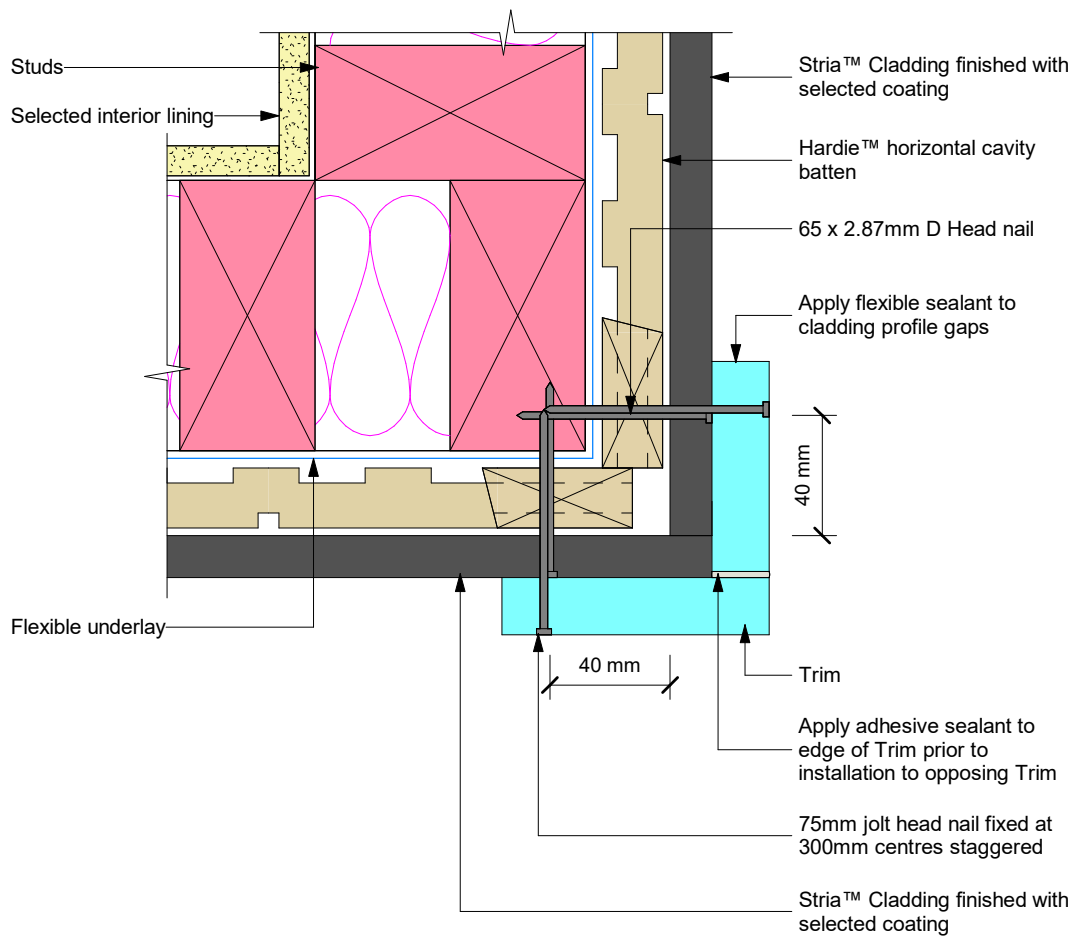 Studs
Selected interior lining
Flexible underlay
Stria™ Cladding finished with
selected coating
Hardie™ horizontal cavity
batten
65 x 2.87mm D Head nail
Apply flexible sealant to
cladding profile gaps
40 mm
40 mm
Trim
Apply adhesive sealant to
edge of Trim prior to
installation to opposing Trim
75mm jolt head nail fixed at
300mm centres staggered
Stria™ Cladding finished with
selected coating